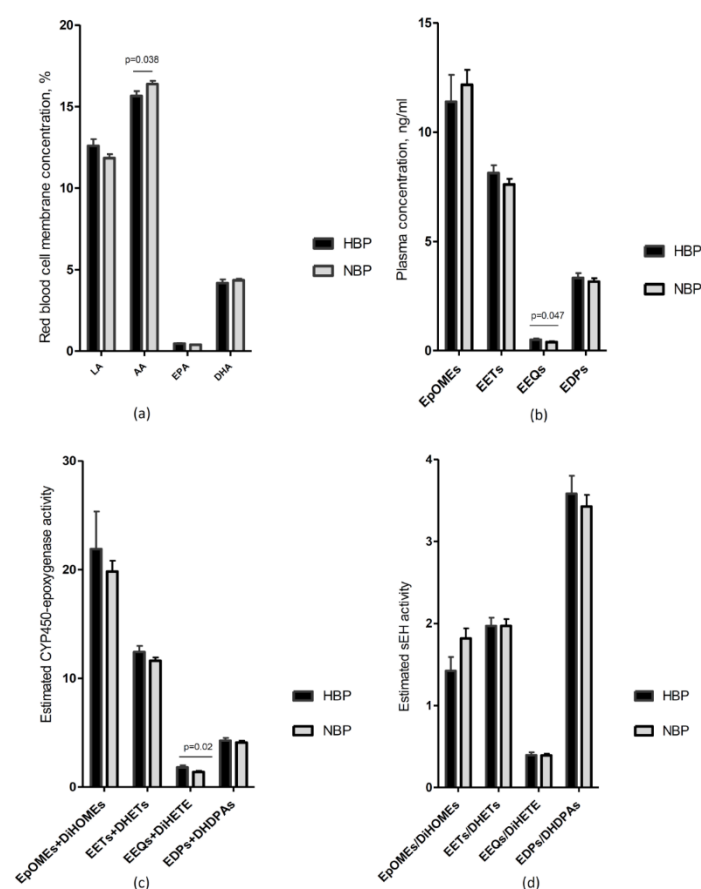 p=0.038
Red blood cell membrane concentration, %
20
15
10
5
0
LA
AA
EPA
DHA
HBP
NBP
(a)
Plasma concentration, ng/ml
15
10
5
0
p=0.047
EpOMEs
EETs
EEQs
EDPs
HBP
NBP
(b)
Estimated CYP450-epoxygenase activity
30
20
10
0
p=0.02
EpOMEs+DiHOMEs
EETs+DHETs
EEQs+DiHETE
EDPs+DHDPAs
HBP
NBP
(c)
Estimated sEH activity
4
3
2
1
0
EpOMEs/DiHOMEs
EETs/DHETs
EEQs/DiHETE
EDPs/DHDPAs
HBP
NBP
(d)